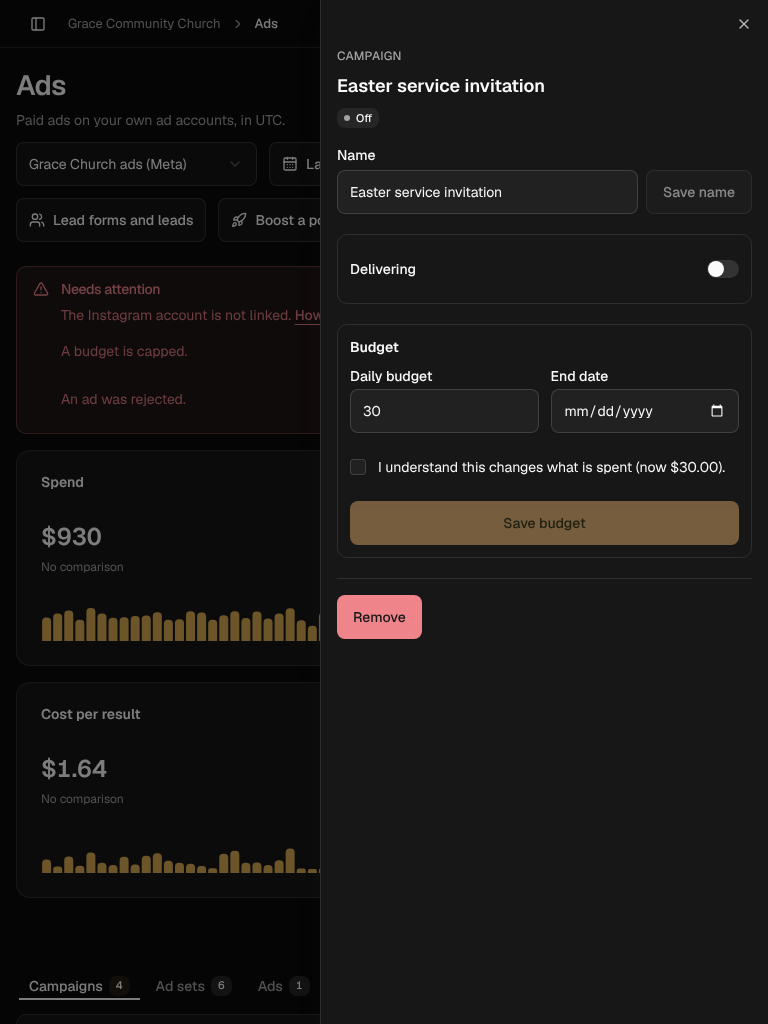 Grace Community Church > Ads
Ads
Paid ads on your own ad accounts, in UTC.
Grace Church ads (Meta)
La
Lead forms and leads
Boost a po
Needs attention
The Instagram account is not linked. How
A budget is capped.
An ad was rejected.
Spend
$930
No comparison
Cost per result
$1.64
No comparison
Campaigns 4 Ad sets 6 Ads 1
CAMPAIGN
Easter service invitation
Off
Name
Easter service invitation
Save name
Delivering
Budget
Daily budget
End date
30
mm/dd/yyyy
I understand this changes what is spent (now $30.00).
Save budget
Remove